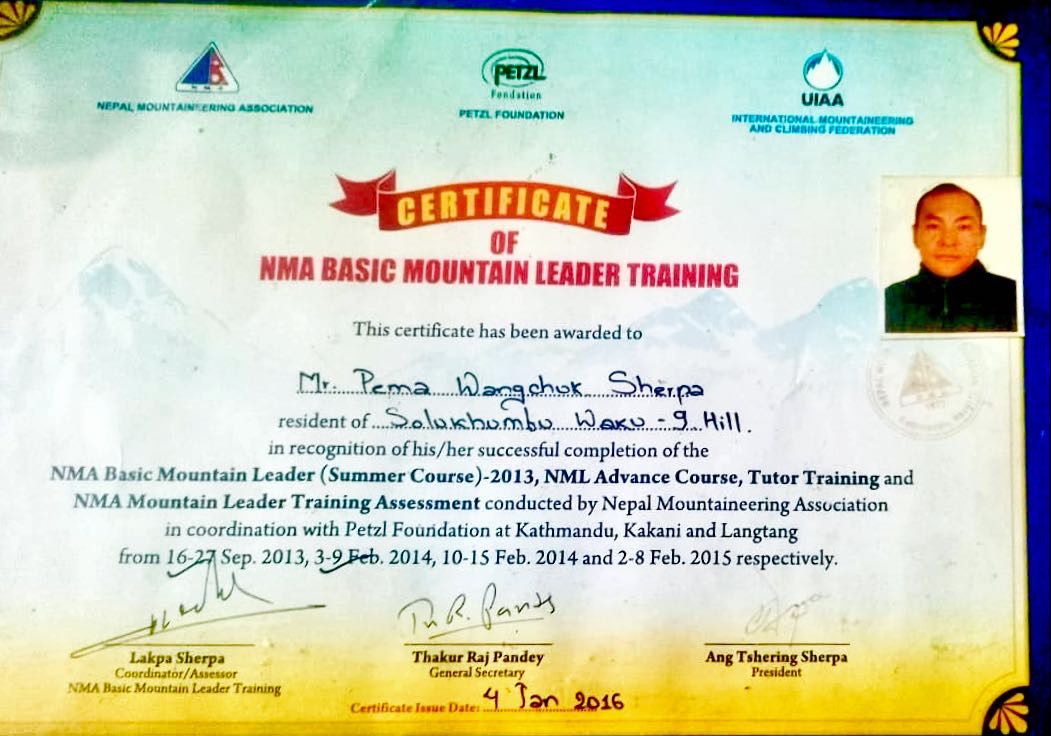 NMA
NEPAL MOUNTAINEERING ASSOCIATION
PETZL
Fondation
PETZL FOUNDATION
UIAA
INTERNATIONAL MOUNTAINEERING
AND CLIMBING FEDERATION
CERTIFICATE
OF
NMA BASIC MOUNTAIN LEADER TRAINING
This certificate has been awarded to
Mr. Pema Wangchuk Sherpa
resident of Solukhumbu Waku - 9 Hill.
in recognition of his/her successful completion of the
NMA Basic Mountain Leader (Summer Course)-2013, NML Advance Course, Tutor Training and
NMA Mountain Leader Training Assessment conducted by Nepal Mountaineering Association
in coordination with Petzl Foundation at Kathmandu, Kakani and Langtang
from 16-27 Sep. 2013, 3-9 Feb. 2014, 10-15 Feb. 2014 and 2-8 Feb. 2015 respectively.
Lakpa Sherpa
Coordinator/Assessor
NMA Basic Mountain Leader Training
Thakur Raj Pandey
General Secretary
Ang Tshering Sherpa
President
Certificate Issue Date: 4 Jan 2016